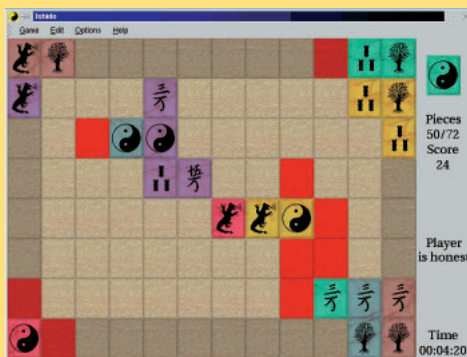 Ishido
Game Edit Options Help
Pieces
50/72
Score
24
Player
is honest
Time
00:04:20